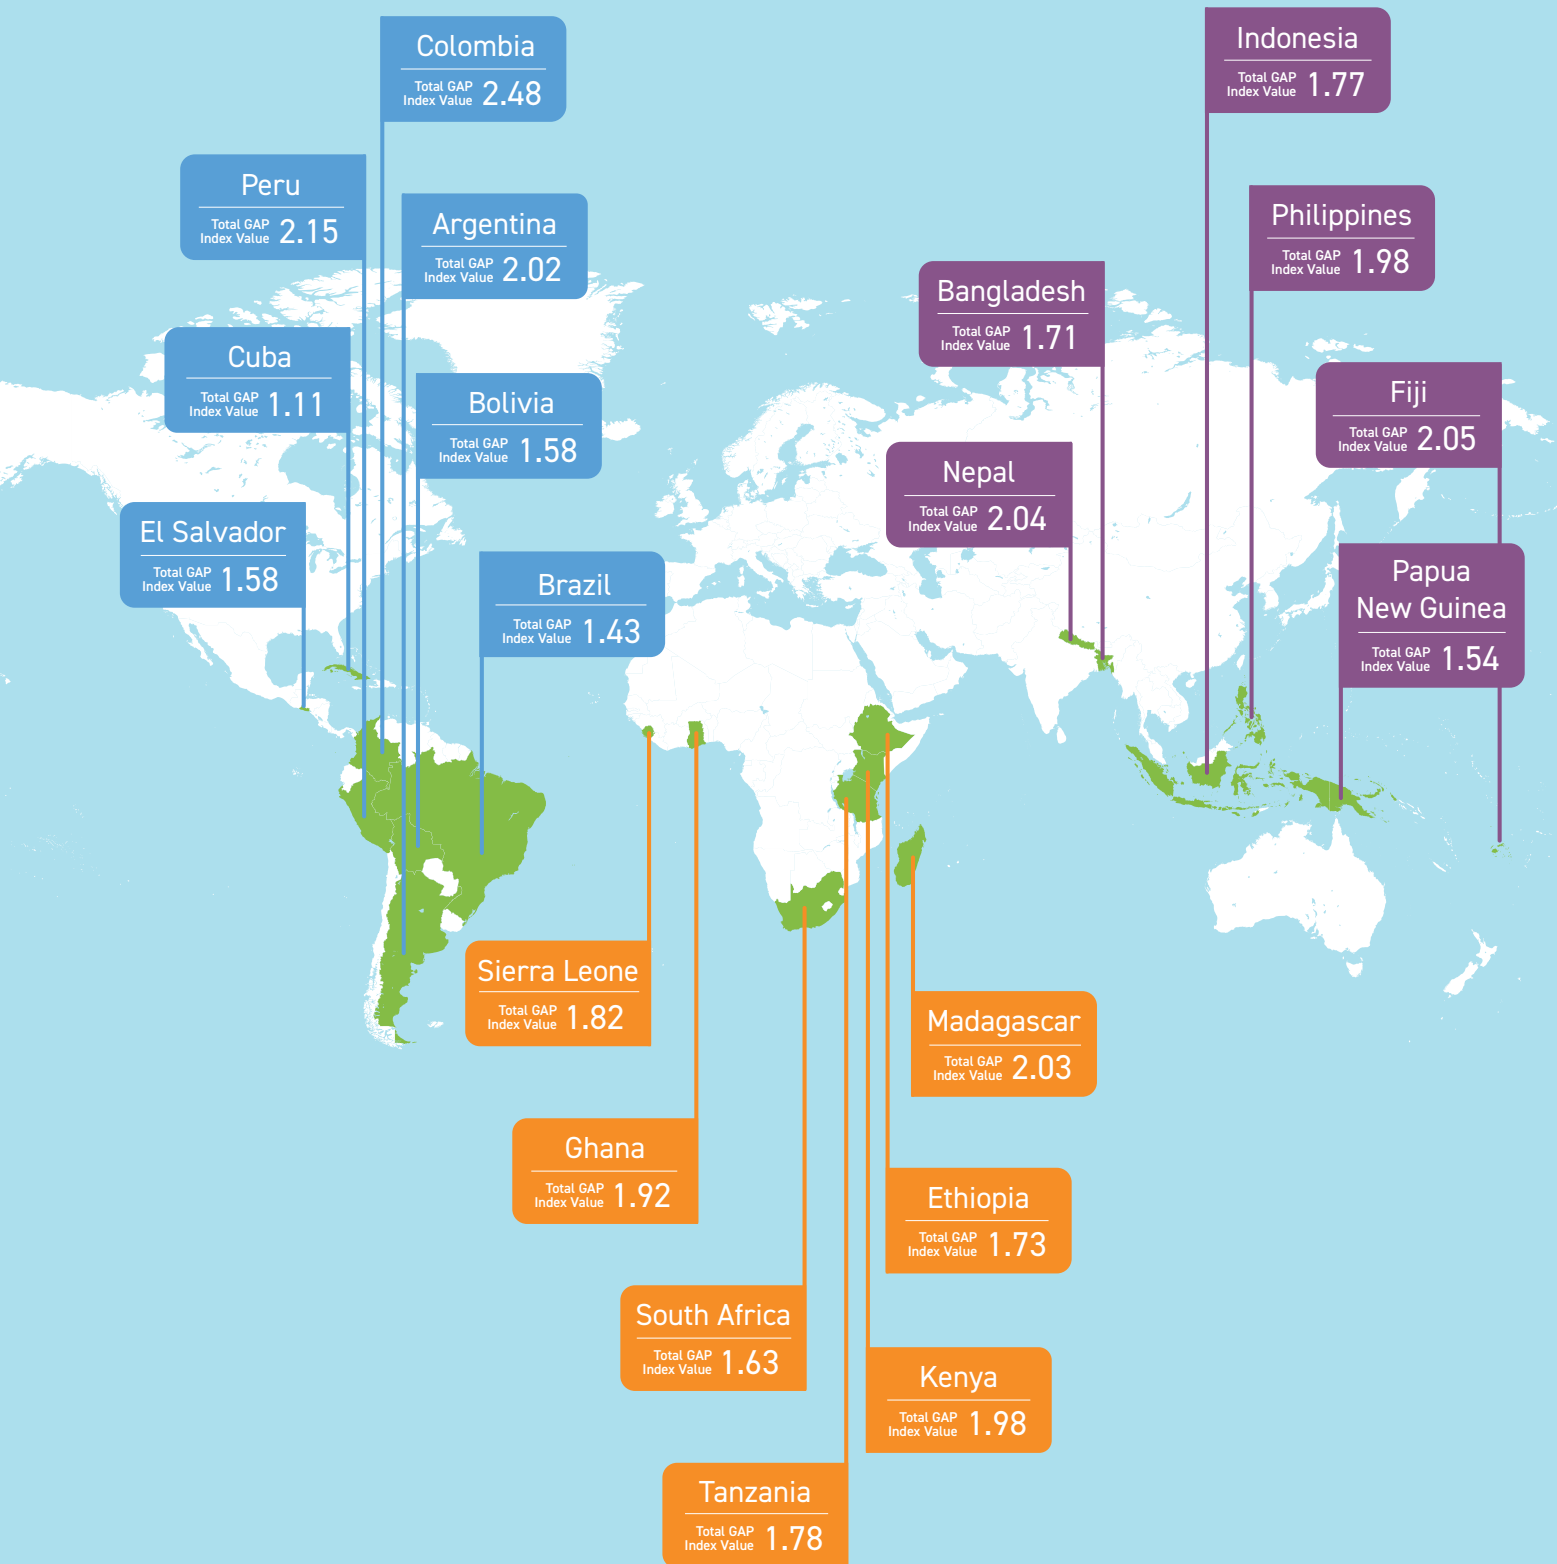 Colombia
Total GAP
Index Value 2.48
Peru
Total GAP
Index Value 2.15
Argentina
Total GAP
Index Value 2.02
Cuba
Total GAP
Index Value 1.11
Bolivia
Total GAP
Index Value 1.58
El Salvador
Total GAP
Index Value 1.58
Brazil
Total GAP
Index Value 1.43
Indonesia
Total GAP
Index Value 1.77
Philippines
Total GAP
Index Value 1.98
Bangladesh
Total GAP
Index Value 1.71
Fiji
Total GAP
Index Value 2.05
Nepal
Total GAP
Index Value 2.04
Papua
New Guinea
Total GAP
Index Value 1.54
Sierra Leone
Total GAP
Index Value 1.82
Madagascar
Total GAP
Index Value 2.03
Ghana
Total GAP
Index Value 1.92
Ethiopia
Total GAP
Index Value 1.73
South Africa
Total GAP
Index Value 1.63
Kenya
Total GAP
Index Value 1.98
Tanzania
Total GAP
Index Value 1.78